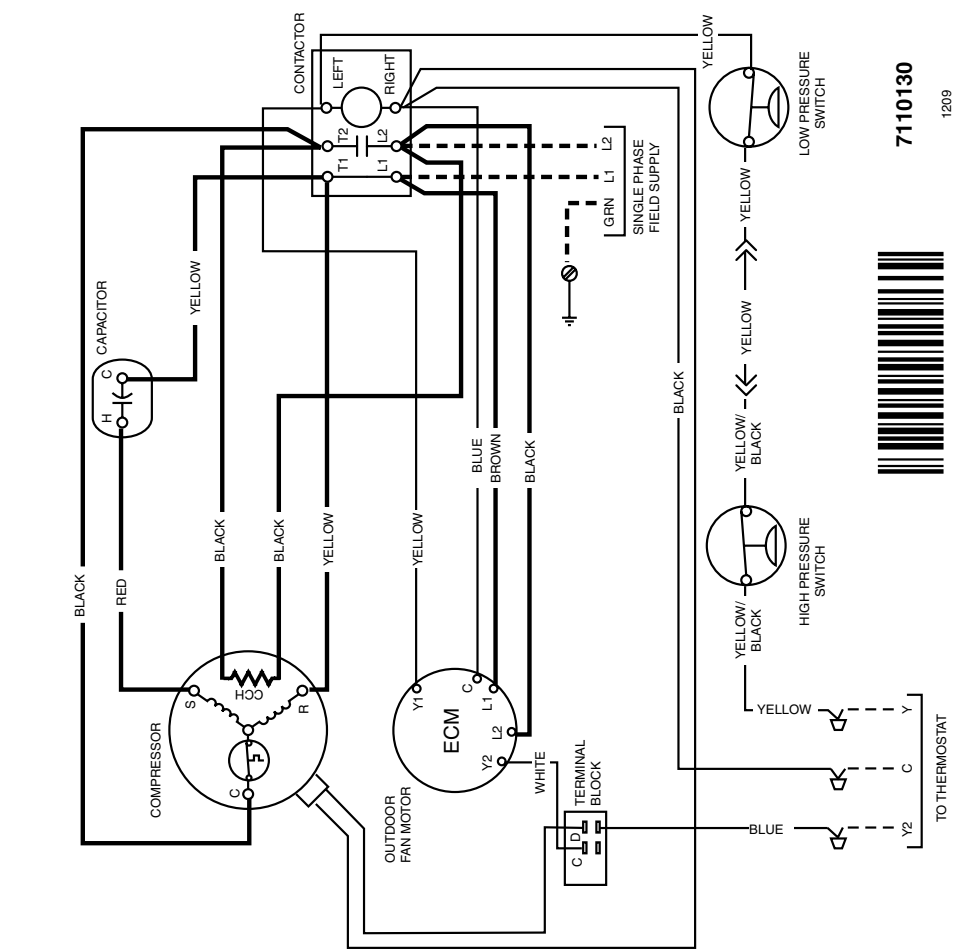 CONTACTOR
LEFT
RIGHT
T2
L2
T1
L1
YELLOW
LOW PRESSURE
SWITCH
7110130
1209
L2
L1
GRN
SINGLE PHASE
FIELD SUPPLY
YELLOW
YELLOW
CAPACITOR
C
H
YELLOW
BLACK
YELLOW/
BLACK
BLUE
BROWN
BLACK
BLACK
BLACK
YELLOW
YELLOW
BLACK
RED
HIGH PRESSURE
SWITCH
YELLOW/
BLACK
COMPRESSOR
S
CCH
R
C
OUTDOOR
FAN MOTOR
ECM
Y1
C
L1
L2
Y2
WHITE
TERMINAL
BLOCK
D
C
YELLOW
BLUE
Y
C
Y2
TO THERMOSTAT